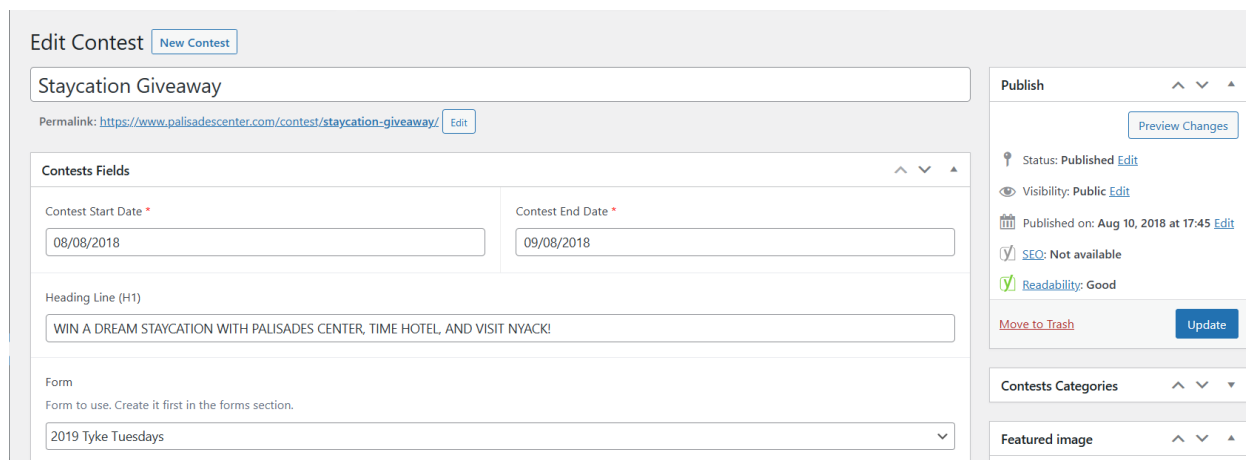 Edit Contest New Contest
Staycation Giveaway
Permalink: https://www.palisadescenter.com/contest/staycation-giveaway/ Edit
Contests Fields
Contest Start Date * Contest End Date *
08/08/2018 09/08/2018
Heading Line (H1)
WIN A DREAM STAYCATION WITH PALISADES CENTER, TIME HOTEL, AND VISIT NYACK!
Form
Form to use. Create it first in the forms section.
2019 Tyke Tuesdays
Publish
Preview Changes
Status: Published Edit
Visibility: Public Edit
Published on: Aug 10, 2018 at 17:45 Edit
SEO: Not available
Readability: Good
Move to Trash Update
Contests Categories
Featured image